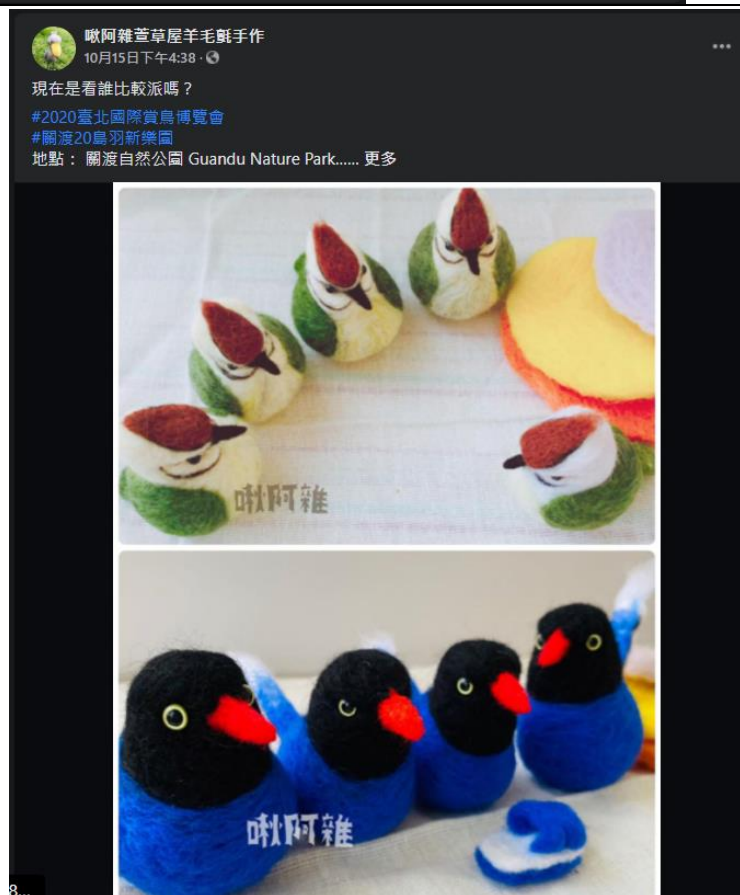 啾阿雜萱草屋羊毛氈手作
10月15日下午4:38 ·
現在是看誰比較派嗎？
#2020臺北國際賞鳥博覽會
#關渡20島羽新樂園
地點： 關渡自然公園 Guandu Nature Park...... 更多
啾阿雜
啾阿雜
8...